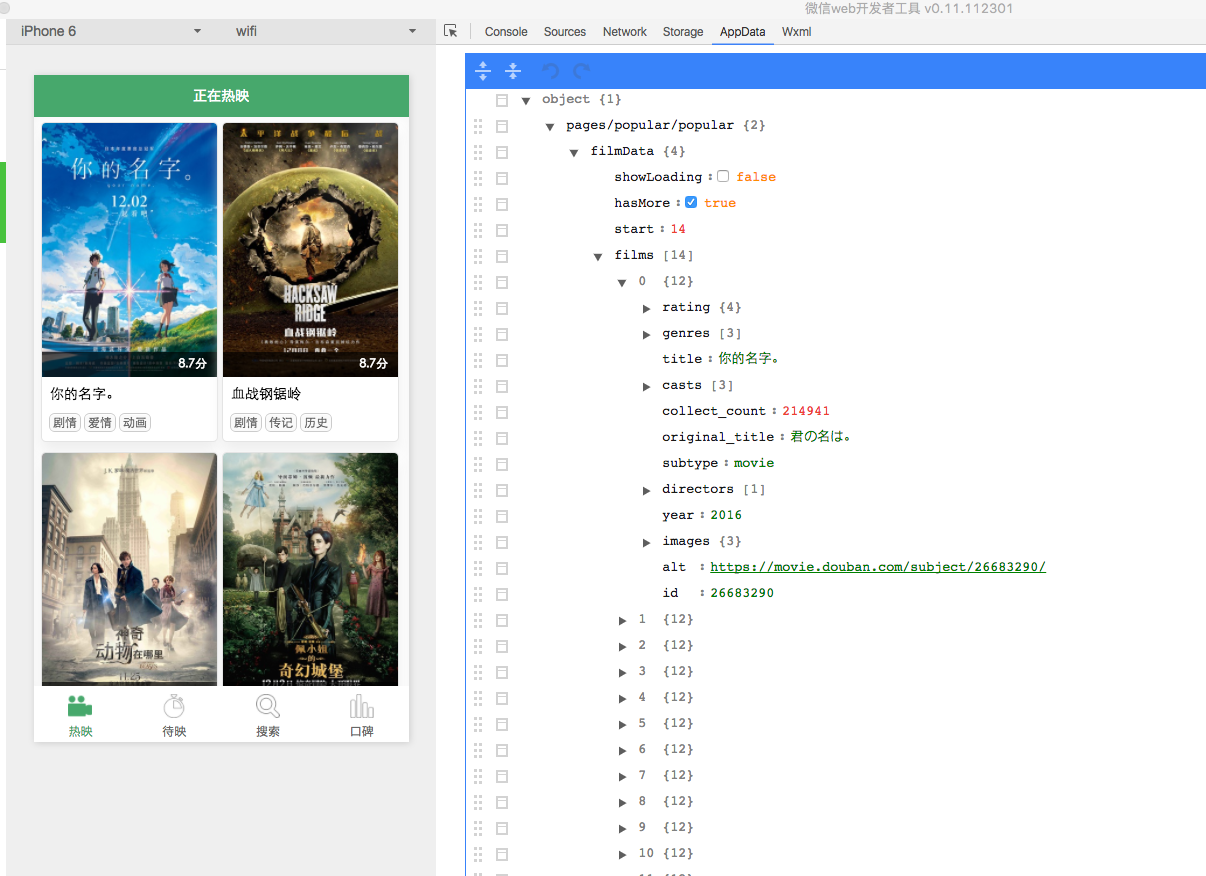 微信web开发者工具 v0.11.112301
iPhone 6
wifi
Console Sources Network Storage AppData Wxml
正在热映
你的名字。
your name.
12.02
HACKSAW
RIDGE
血战钢锯岭
8.7分
8.7分
你的名字。
剧情 爱情 动画
血战钢锯岭
剧情 传记 历史
神奇
动物在哪里
11.25
佩小姐
的
奇幻城堡
热映
待映
搜索
口碑
object {1}
pages/popular/popular {2}
filmData {4}
showLoading : false
hasMore : true
start : 14
films [14]
0 {12}
rating {4}
genres [3]
title : 你的名字。
casts [3]
collect_count : 214941
original_title : 君の名は。
subtype : movie
directors [1]
year : 2016
images {3}
alt : https://movie.douban.com/subject/26683290/
id : 26683290
1 {12}
2 {12}
3 {12}
4 {12}
5 {12}
6 {12}
7 {12}
8 {12}
9 {12}
10 {12}